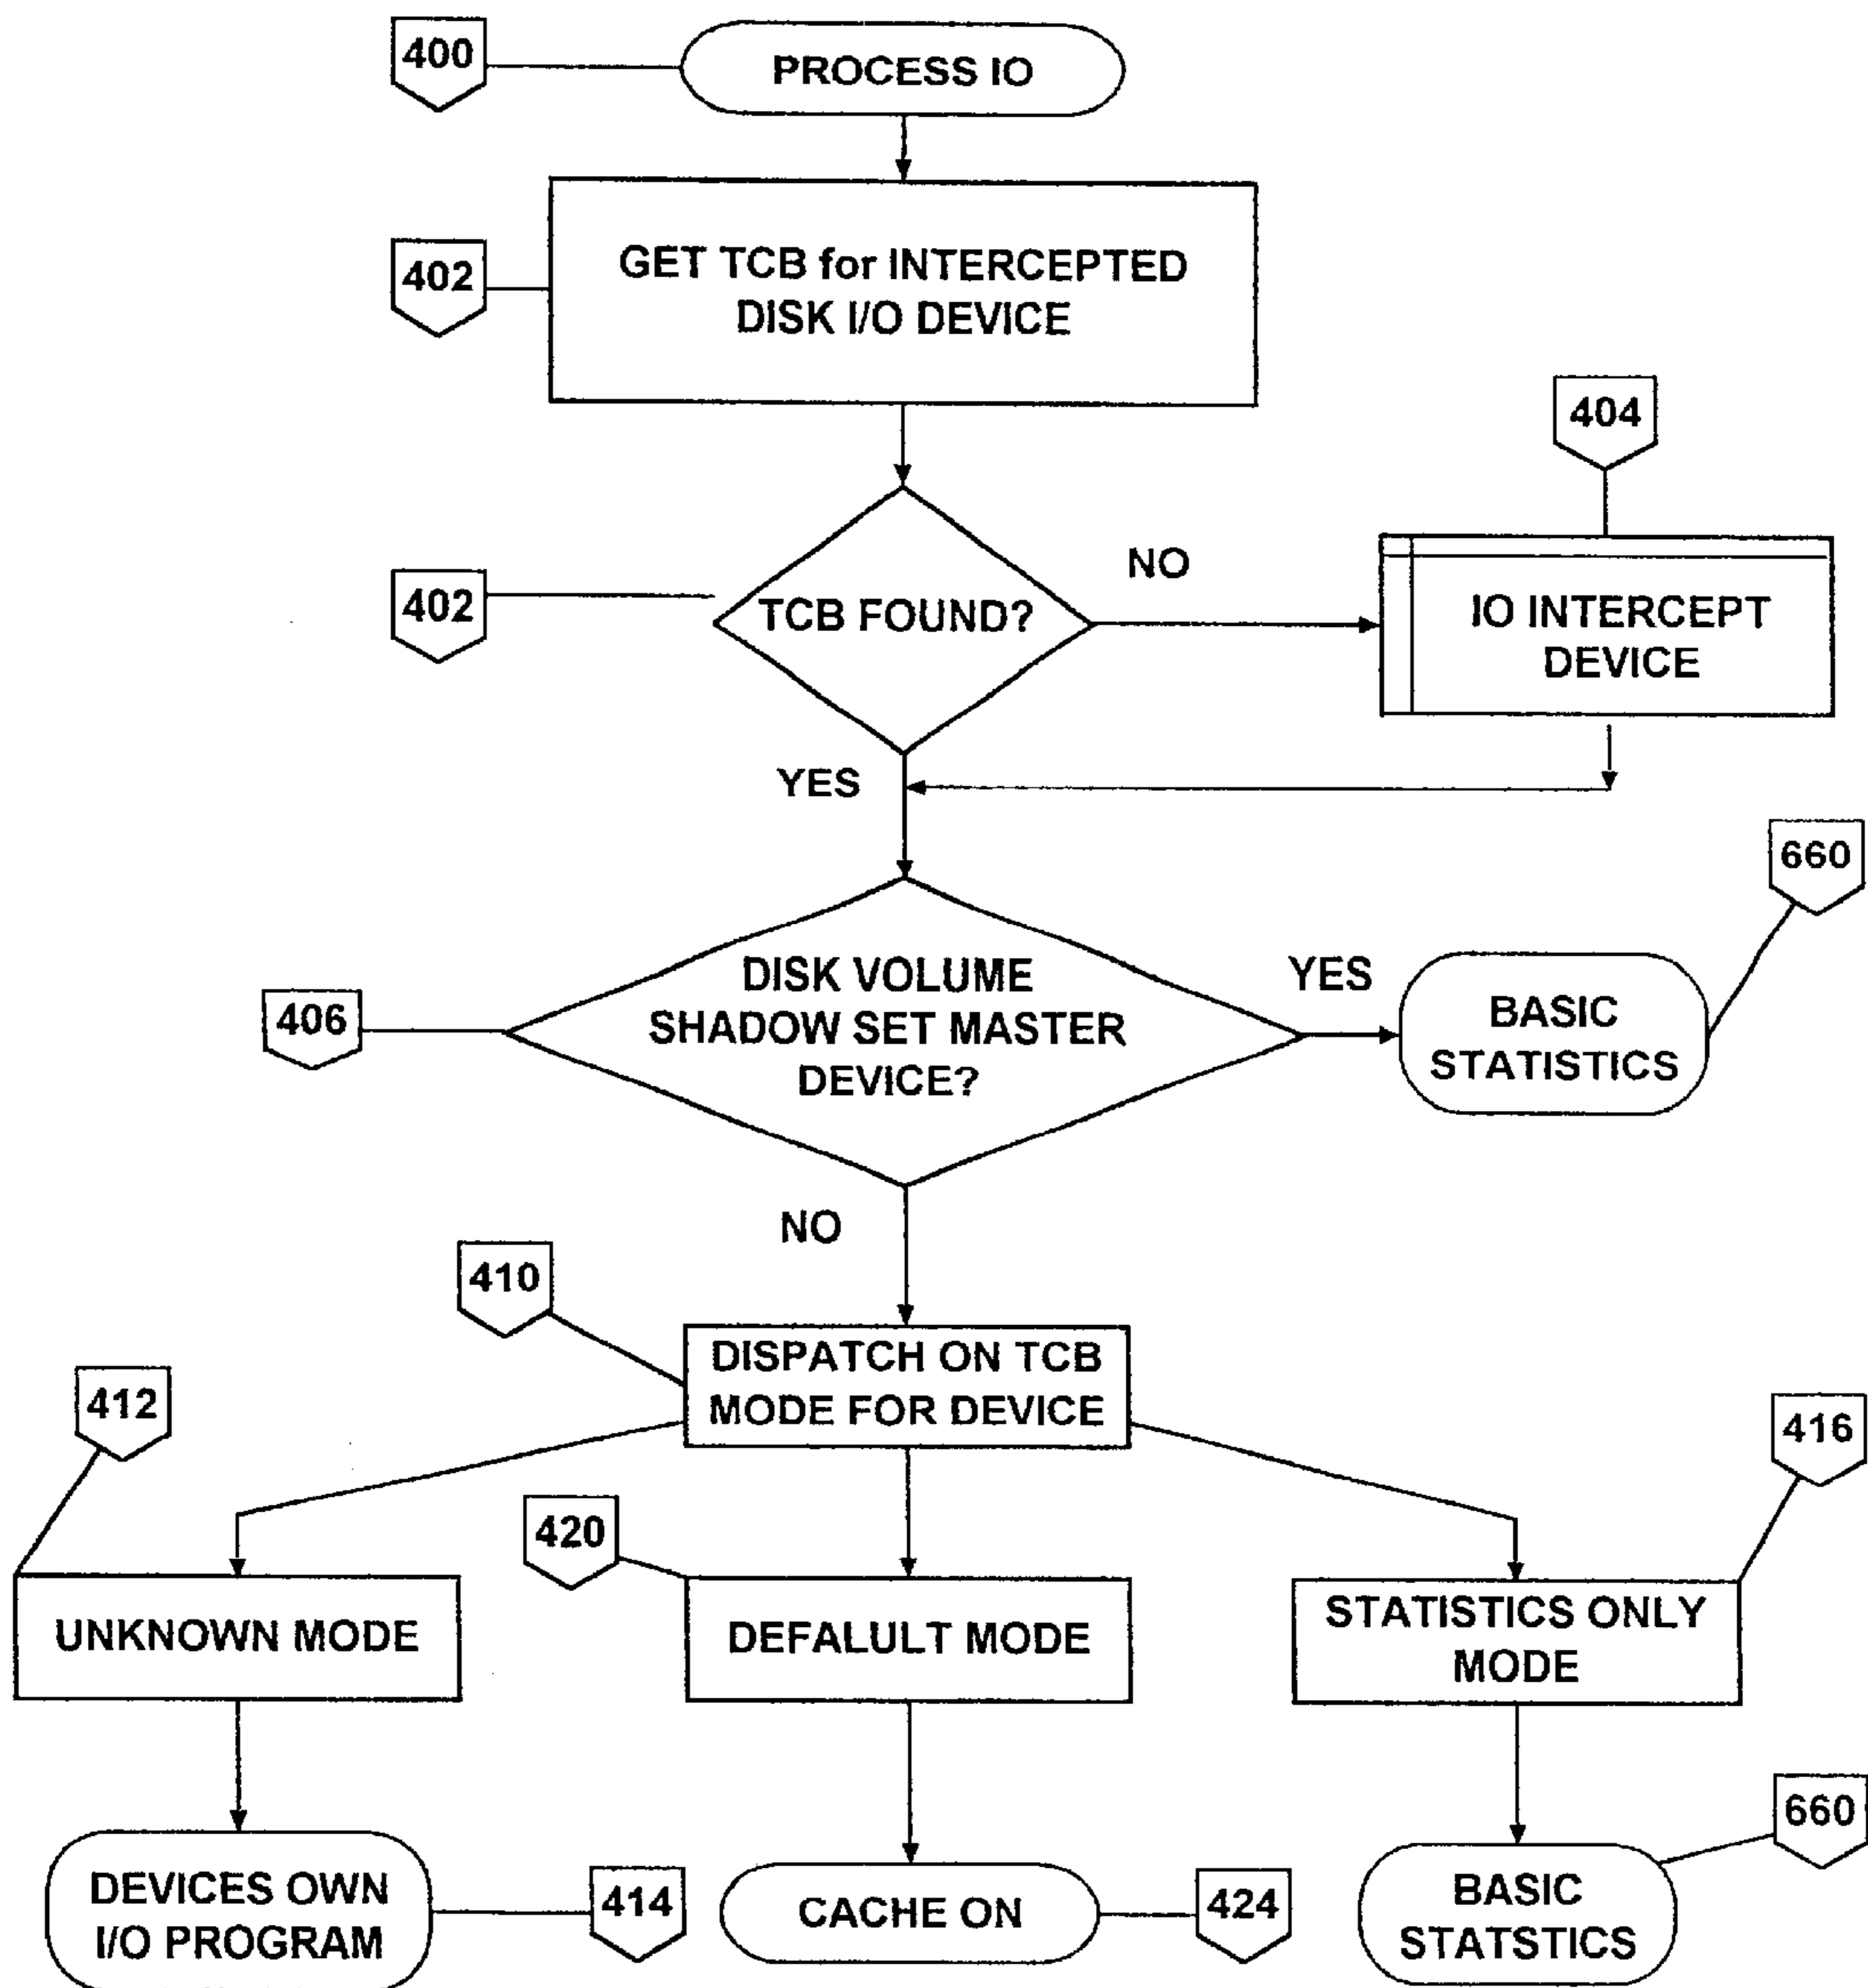 400
PROCESS IO
402
GET TCB for INTERCEPTED
DISK I/O DEVICE
404
402
TCB FOUND?
NO
IO INTERCEPT
DEVICE
YES
660
406
DISK VOLUME
SHADOW SET MASTER
DEVICE?
YES
BASIC
STATISTICS
NO
410
DISPATCH ON TCB
MODE FOR DEVICE
412
416
420
UNKNOWN MODE
DEFALULT MODE
STATISTICS ONLY
MODE
660
DEVICES OWN
I/O PROGRAM
414
CACHE ON
424
BASIC
STATSTICS